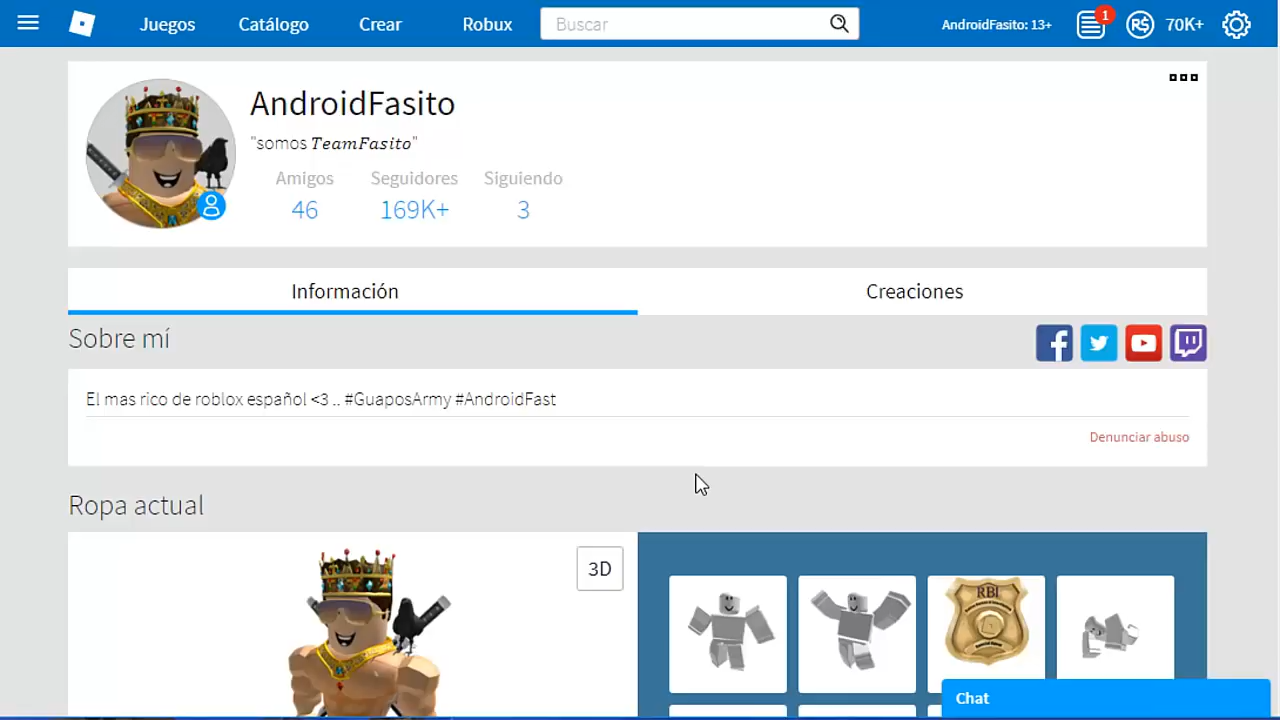 Juegos Catálogo Crear Robux Buscar AndroidFasito: 13+ 1 R$ 70K+
AndroidFasito
"somos TeamFasito"
Amigos Seguidores Siguiendo
46 169K+ 3
Información Creaciones
Sobre mí
El mas rico de roblox español <3 .. #GuaposArmy #AndroidFast
Denunciar abuso
Ropa actual
3D
RBI
Chat